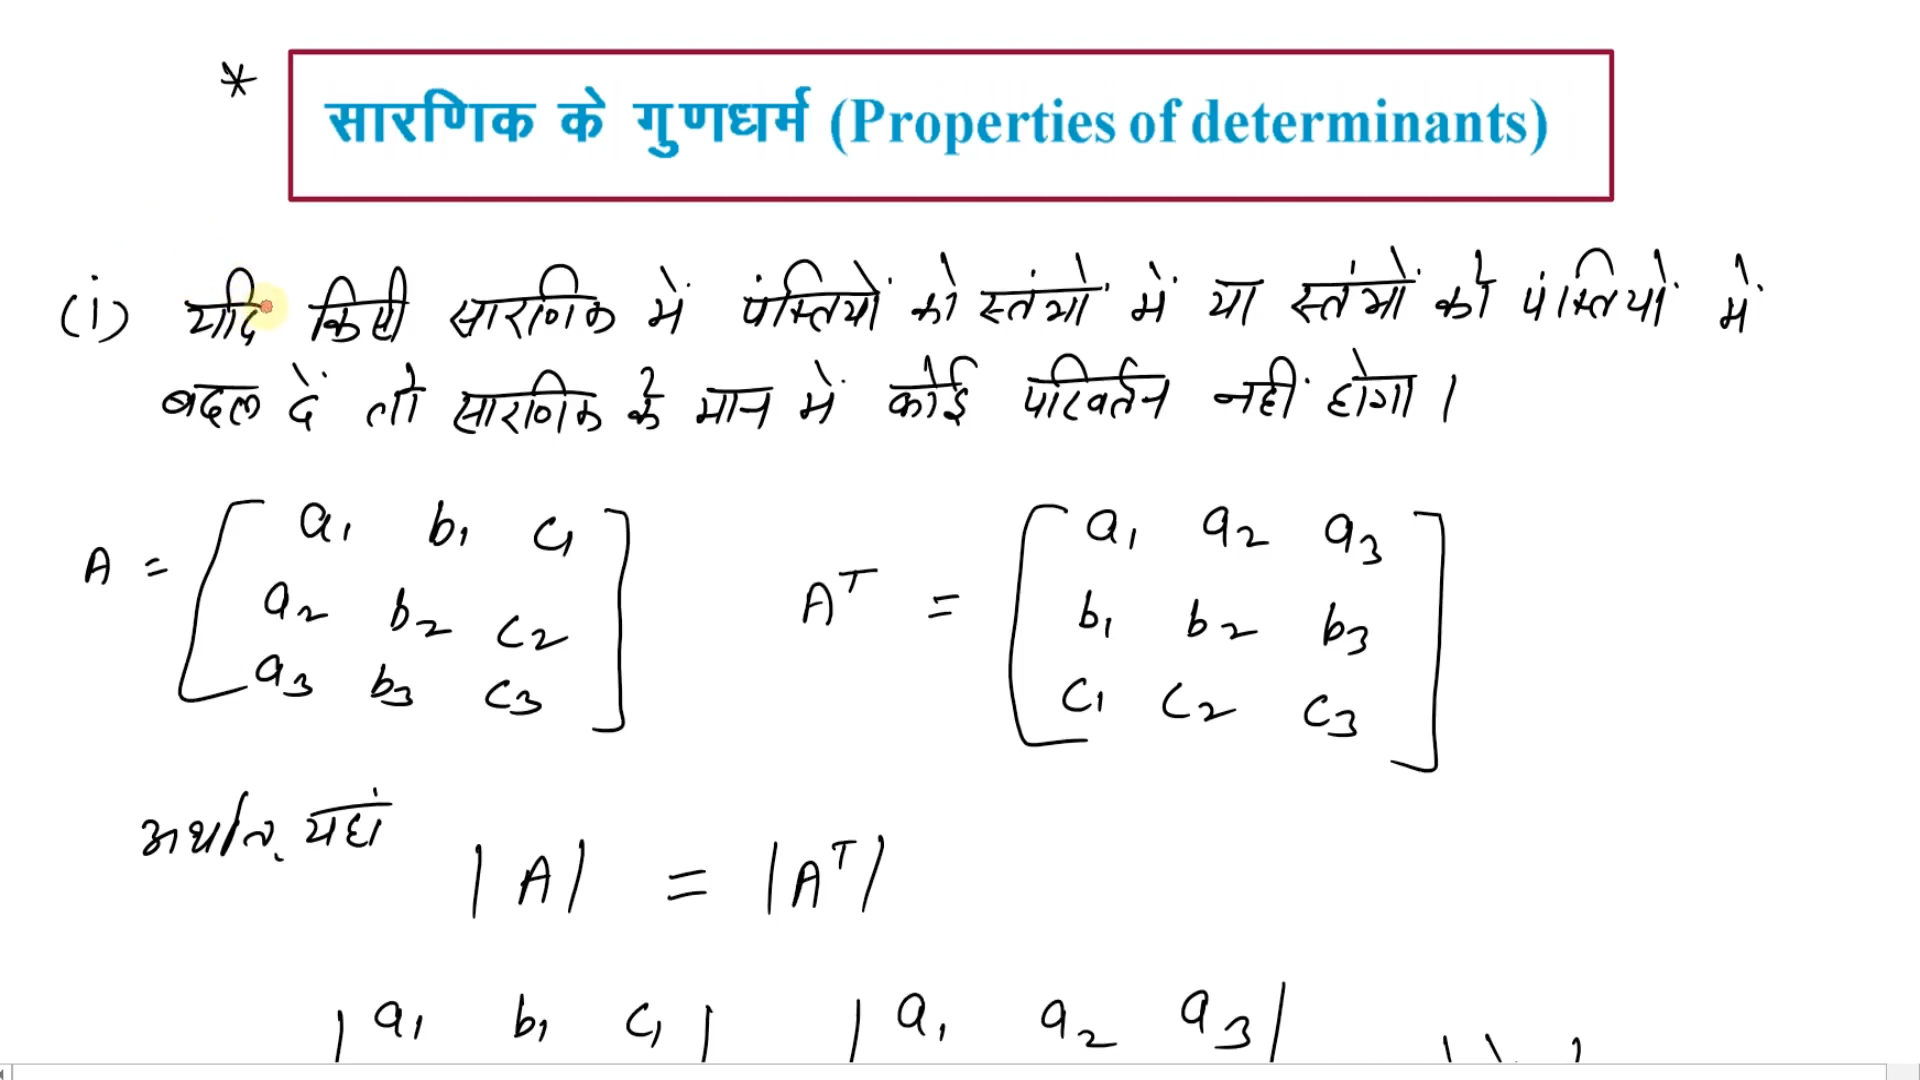 * सारणिक के गुणधर्म (Properties of determinants)
(i) यदि किसी सारणिक में पंक्तियों को स्तंभों में या स्तंभों को पंक्तियों में
बदल दें तो सारणिक के मान में कोई परिवर्तन नहीं होगा।
A = [ a₁ b₁ c₁
a₂ b₂ c₂
a₃ b₃ c₃ ]
Aᵀ = [ a₁ a₂ a₃
b₁ b₂ b₃
c₁ c₂ c₃ ]
अर्थात् यहां
|A| = |Aᵀ|
| a₁ b₁ c₁ | | a₁ a₂ a₃ |